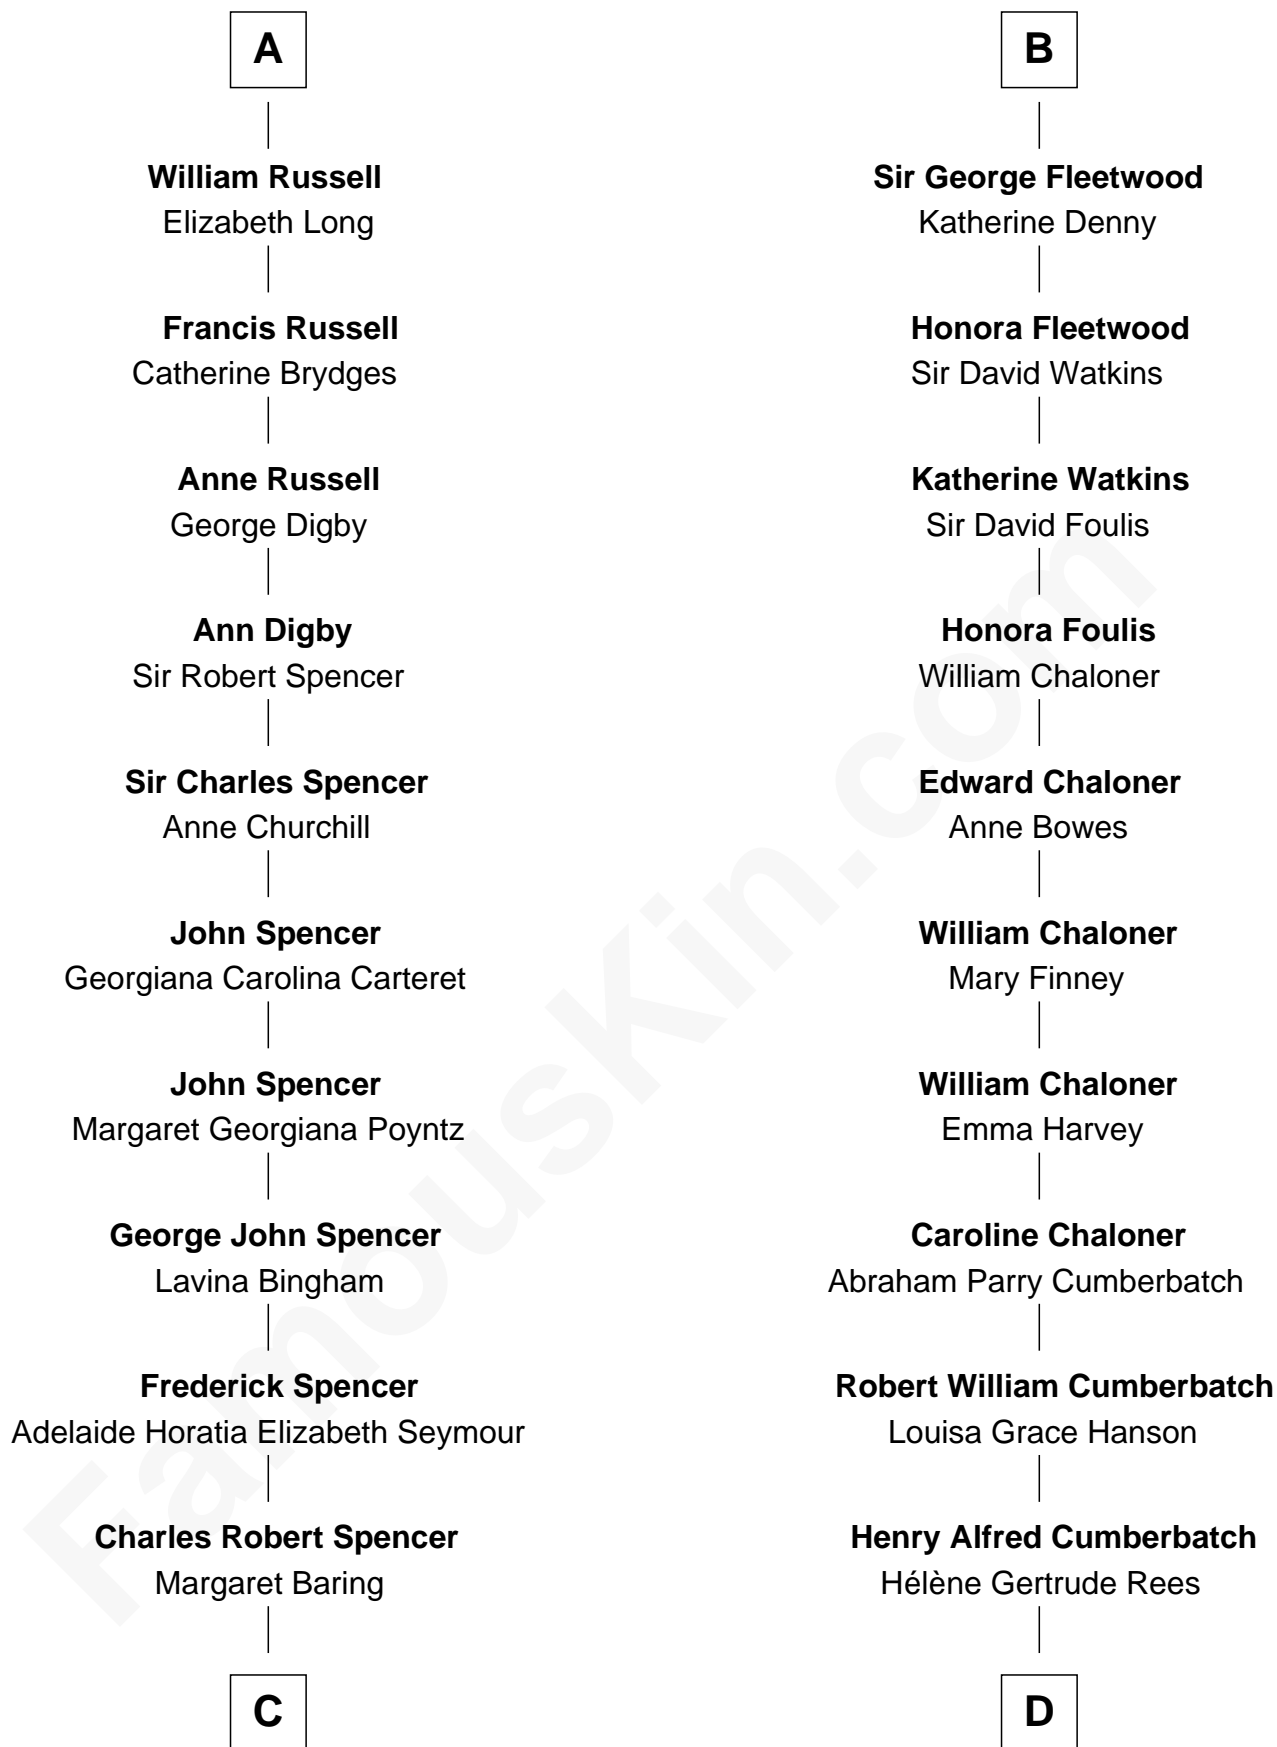 A
William Russell
Elizabeth Long
Francis Russell
Catherine Brydges
Anne Russell
George Digby
Ann Digby
Sir Robert Spencer
Sir Charles Spencer
Anne Churchill
John Spencer
Georgiana Carolina Carteret
John Spencer
Margaret Georgiana Poyntz
George John Spencer
Lavina Bingham
Frederick Spencer
Adelaide Horatia Elizabeth Seymour
Charles Robert Spencer
Margaret Baring
C
B
Sir George Fleetwood
Katherine Denny
Honora Fleetwood
Sir David Watkins
Katherine Watkins
Sir David Foulis
Honora Foulis
William Chaloner
Edward Chaloner
Anne Bowes
William Chaloner
Mary Finney
William Chaloner
Emma Harvey
Caroline Chaloner
Abraham Parry Cumberbatch
Robert William Cumberbatch
Louisa Grace Hanson
Henry Alfred Cumberbatch
Hélène Gertrude Rees
D
FamousKin.com